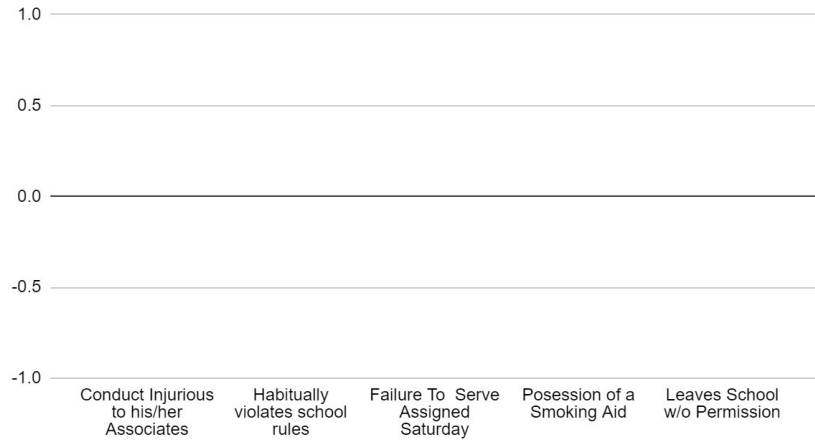 1.0
0.5
0.0
-0.5
-1.0
Conduct Injurious
to his/her
Associates
Habitually
violates school
rules
Failure To  Serve
Assigned
Saturday
Posession of a
Smoking Aid
Leaves School
w/o Permission